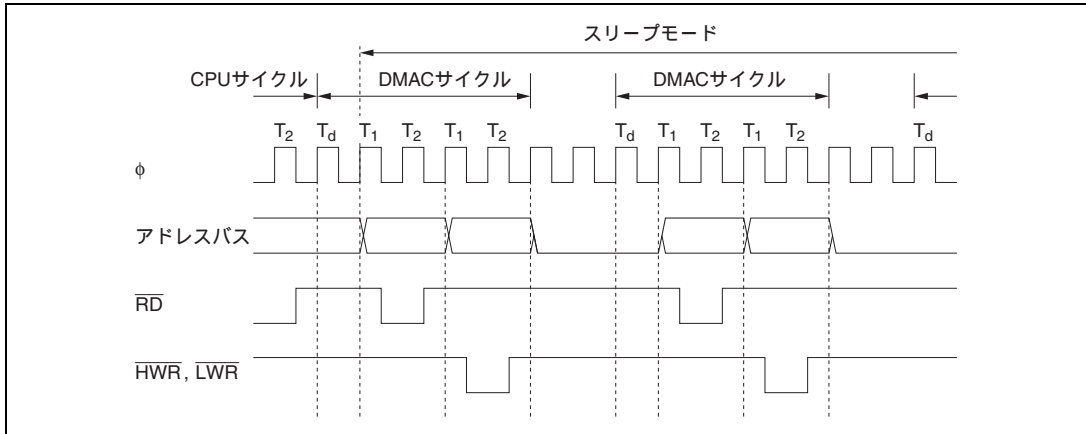 スリープモード
CPUサイクル DMACサイクル DMACサイクル
T2 Td T1 T2 T1 T2 Td T1 T2 T1 T2 Td
φ
アドレスバス
RD
HWR, LWR